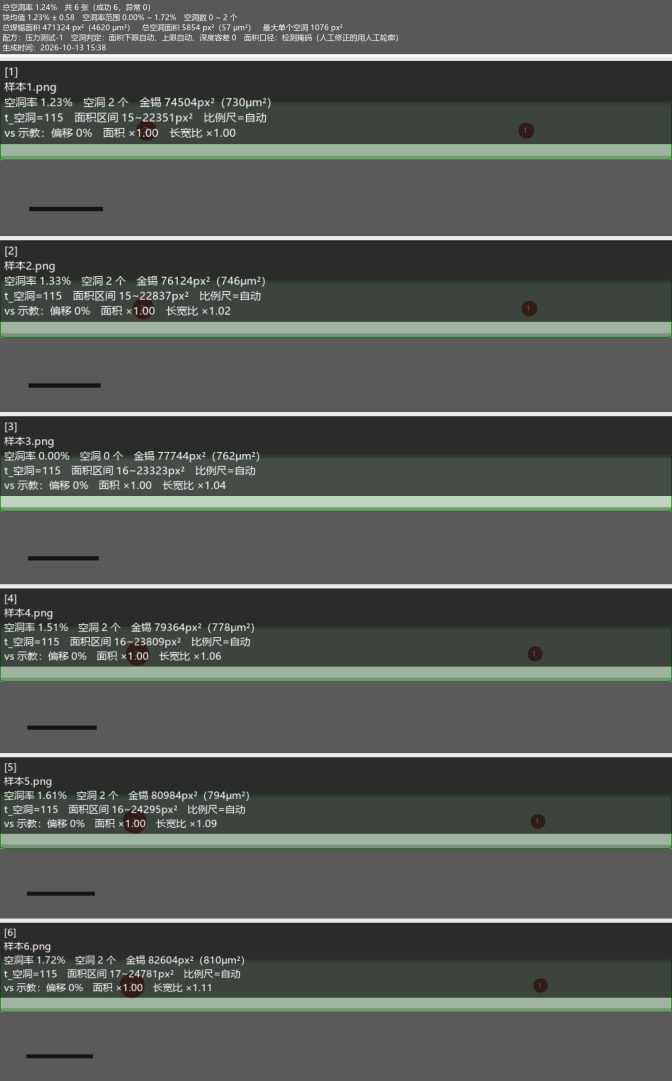 总空洞率 1.24% 共 6 张（成功 6，异常 0）
块均值 1.23% ± 0.58 空洞率范围 0.00% ~ 1.72% 空洞数 0 ~ 2 个
总焊锡面积 471324 px²（4620 μm²） 总空洞面积 5854 px²（57 μm²） 最大单个空洞 1076 px²
配方：压力测试-1 空洞判定：面积下限自动、上限自动、深度容差 0 面积口径：检测掩码（人工修正的用人工轮廓）
生成时间：2026-10-13 15:38
[1]
样本1.png
空洞率 1.23% 空洞 2 个 金锡 74504px²（730μm²）
t_空洞=115 面积区间 15~22351px² 比例尺=自动
vs 示教：偏移 0% 面积 ×1.00 长宽比 ×1.00
1
[2]
样本2.png
空洞率 1.33% 空洞 2 个 金锡 76124px²（746μm²）
t_空洞=115 面积区间 15~22837px² 比例尺=自动
vs 示教：偏移 0% 面积 ×1.00 长宽比 ×1.02
1
[3]
样本3.png
空洞率 0.00% 空洞 0 个 金锡 77744px²（762μm²）
t_空洞=115 面积区间 16~23323px² 比例尺=自动
vs 示教：偏移 0% 面积 ×1.00 长宽比 ×1.04
[4]
样本4.png
空洞率 1.51% 空洞 2 个 金锡 79364px²（778μm²）
t_空洞=115 面积区间 16~23809px² 比例尺=自动
vs 示教：偏移 0% 面积 ×1.00 长宽比 ×1.06
1
[5]
样本5.png
空洞率 1.61% 空洞 2 个 金锡 80984px²（794μm²）
t_空洞=115 面积区间 16~24295px² 比例尺=自动
vs 示教：偏移 0% 面积 ×1.00 长宽比 ×1.09
1
[6]
样本6.png
空洞率 1.72% 空洞 2 个 金锡 82604px²（810μm²）
t_空洞=115 面积区间 17~24781px² 比例尺=自动
vs 示教：偏移 0% 面积 ×1.00 长宽比 ×1.11
1